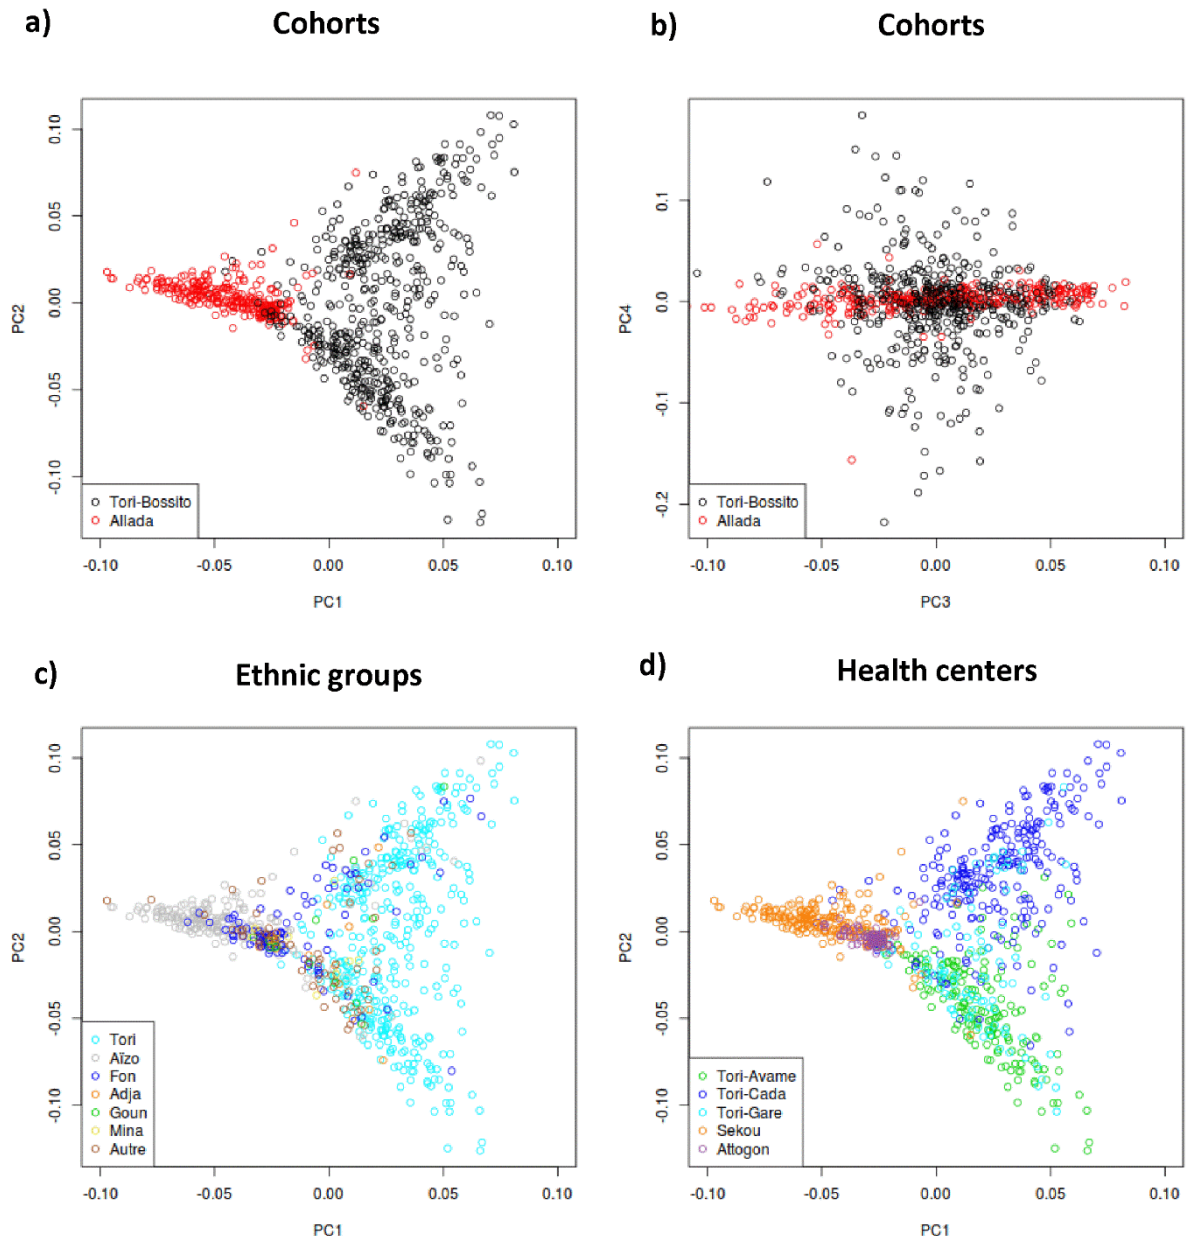 a)
Cohorts
PC2
0.10
0.05
0.00
-0.05
-0.10
Tori-Bossito
Allada
-0.10 -0.05 0.00 0.05 0.10
PC1
b)
Cohorts
PC4
0.1
0.0
-0.1
-0.2
Tori-Bossito
Allada
-0.10 -0.05 0.00 0.05 0.10
PC3
c)
Ethnic groups
PC2
0.10
0.05
0.00
-0.05
-0.10
Tori
Aïzo
Fon
Adja
Goun
Mina
Autre
-0.10 -0.05 0.00 0.05 0.10
PC1
d)
Health centers
PC2
0.10
0.05
0.00
-0.05
-0.10
Tori-Avame
Tori-Cada
Tori-Gare
Sekou
Attogon
-0.10 -0.05 0.00 0.05 0.10
PC1